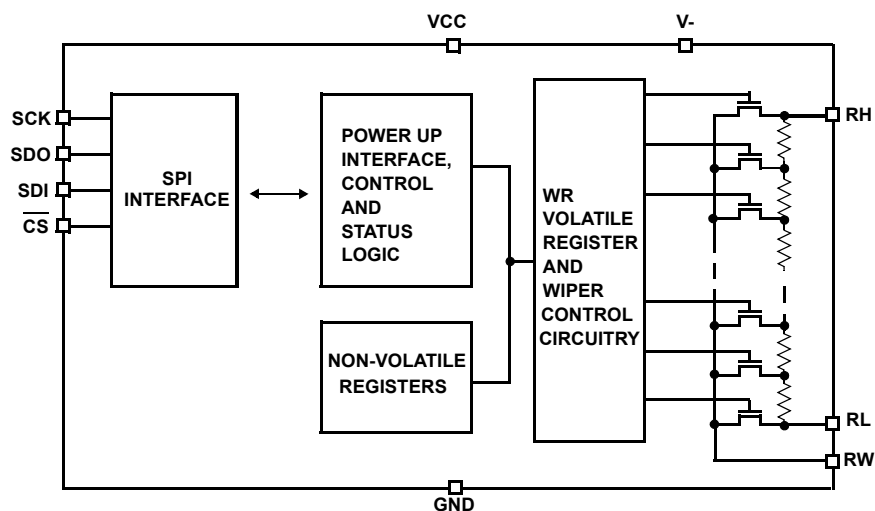 VCC
V-
SCK
SDO
SDI
CS
SPI
INTERFACE
POWER UP
INTERFACE,
CONTROL
AND
STATUS
LOGIC
NON-VOLATILE
REGISTERS
WR
VOLATILE
REGISTER
AND
WIPER
CONTROL
CIRCUITRY
RH
RL
RW
GND